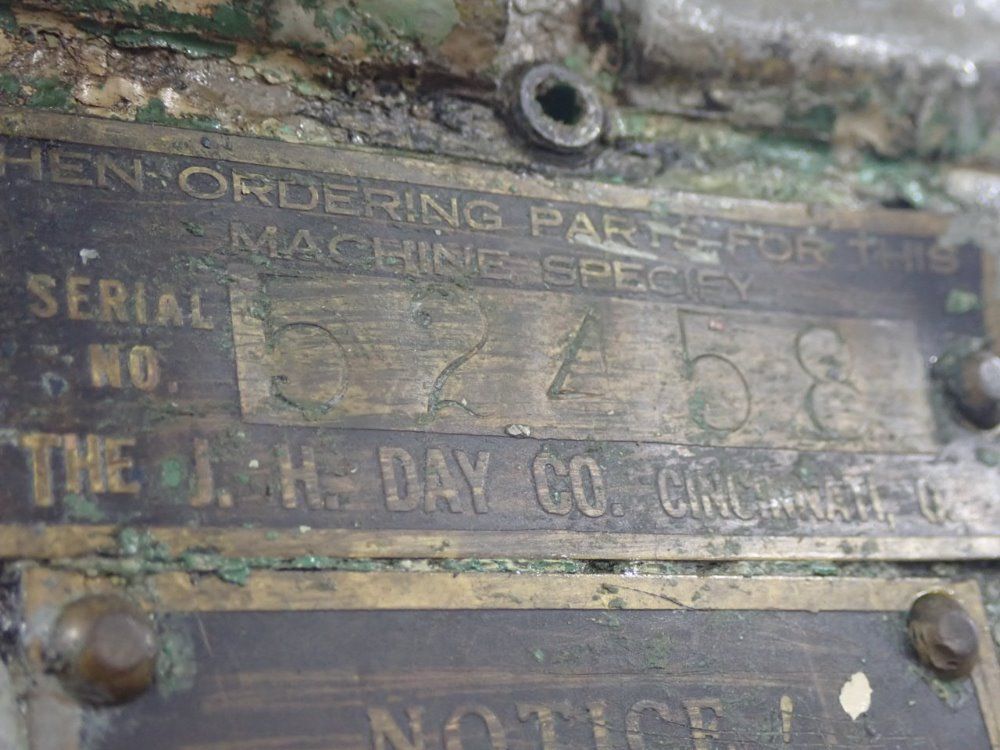 HEN ORDERING PARTS FOR THIS
MACHINE SPECIFY
SERIAL
NO. 52458
THE J. H. DAY CO. CINCINNATI, O.
NOTICE!